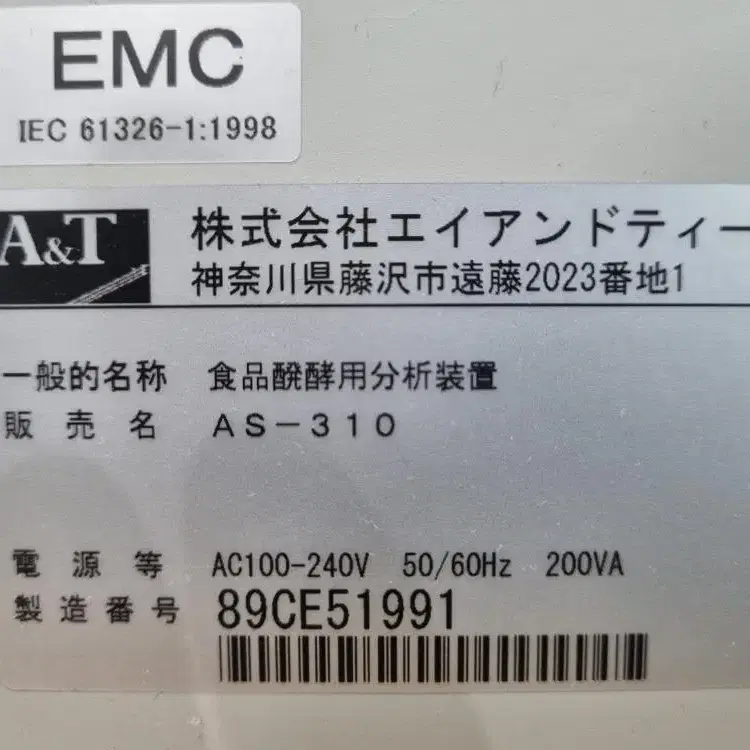 EMC
IEC 61326-1:1998
A&T
株式会社エイアンドティー
神奈川県藤沢市遠藤2023番地1
一般的名称 食品醗酵用分析装置
販売名 AS-310
電源等 AC100-240V 50/60Hz 200VA
製造番号 89CE51991